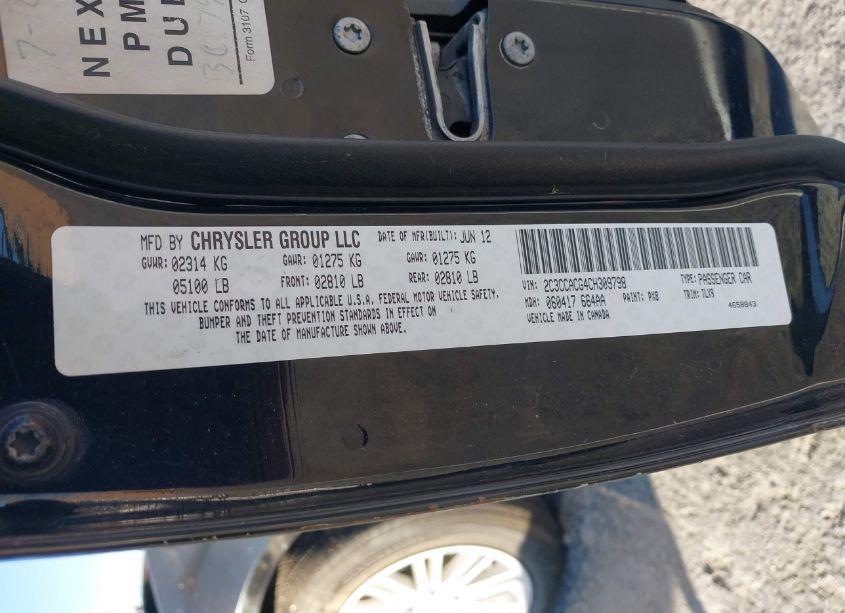 NEX
PM
DUE
Form 3107
MFD BY CHRYSLER GROUP LLC
DATE OF MFR(BUILT): JUN 12
GVWR: 02314 KG
GAWR: 01275 KG
GAWR: 01275 KG
05100 LB
FRONT: 02810 LB
REAR: 02810 LB
THIS VEHICLE CONFORMS TO ALL APPLICABLE U.S.A. FEDERAL MOTOR VEHICLE SAFETY,
BUMPER AND THEFT PREVENTION STANDARDS IN EFFECT ON
THE DATE OF MANUFACTURE SHOWN ABOVE.
VIN: 2C3CCACG4CH309798
TYPE: PASSENGER CAR
MDH: 060417 664AA
PAINT: PX8
TRIM: TLX9
VEHICLE MADE IN CANADA
4658843